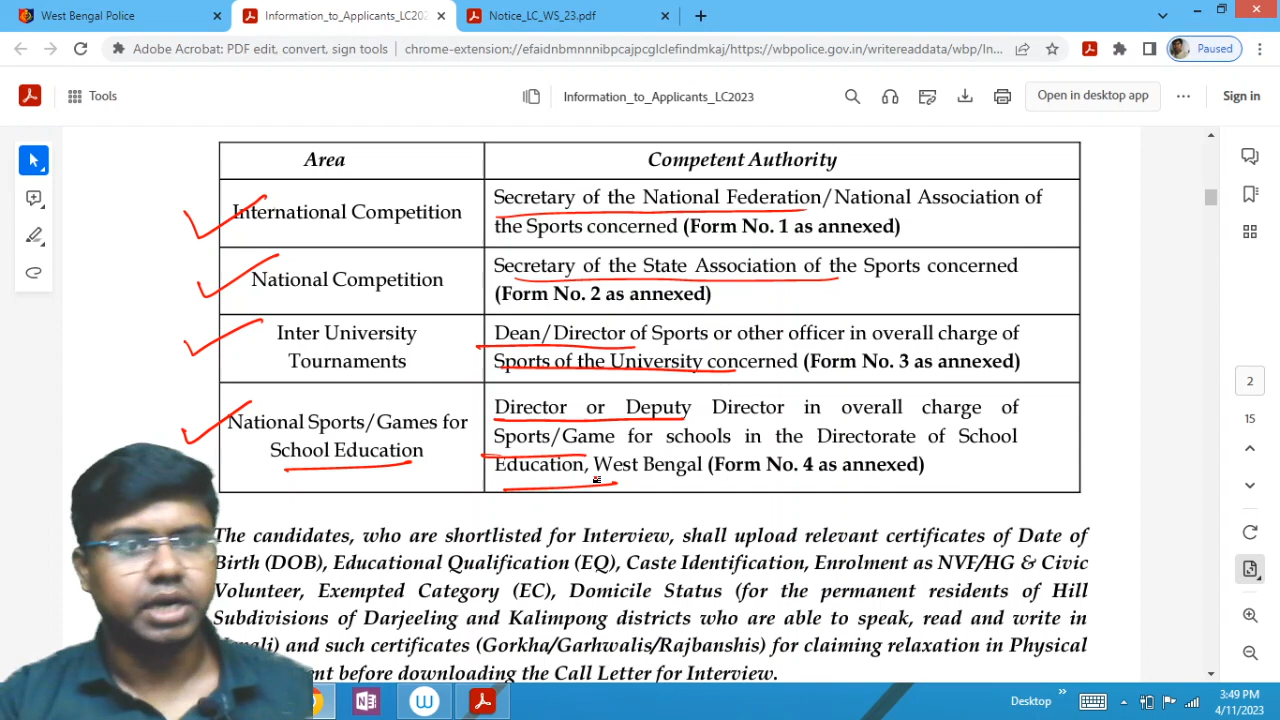 West Bengal Police
Information_to_Applicants_LC202
Notice_LC_WS_23.pdf
Adobe Acrobat: PDF edit, convert, sign tools
chrome-extension://efaidnbmnnnibpcajpcglclefindmkaj/https://wbpolice.gov.in/writereaddata/wbp/In...
Paused
Tools
Information_to_Applicants_LC2023
Open in desktop app
Sign in
Area
Competent Authority
International Competition
Secretary of the National Federation/National Association of
the Sports concerned (Form No. 1 as annexed)
National Competition
Secretary of the State Association of the Sports concerned
(Form No. 2 as annexed)
Inter University
Tournaments
Dean/Director of Sports or other officer in overall charge of
Sports of the University concerned (Form No. 3 as annexed)
National Sports/Games for
School Education
Director or Deputy Director in overall charge of
Sports/Game for schools in the Directorate of School
Education, West Bengal (Form No. 4 as annexed)
The candidates, who are shortlisted for Interview, shall upload relevant certificates of Date of
Birth (DOB), Educational Qualification (EQ), Caste Identification, Enrolment as NVF/HG & Civic
Volunteer, Exempted Category (EC), Domicile Status (for the permanent residents of Hill
Subdivisions of Darjeeling and Kalimpong districts who are able to speak, read and write in
and such certificates (Gorkha/Garhwalis/Rajbanshis) for claiming relaxation in Physical
before downloading the Call Letter for Interview.
2
15
W
N
Desktop
3:49 PM
4/11/2023